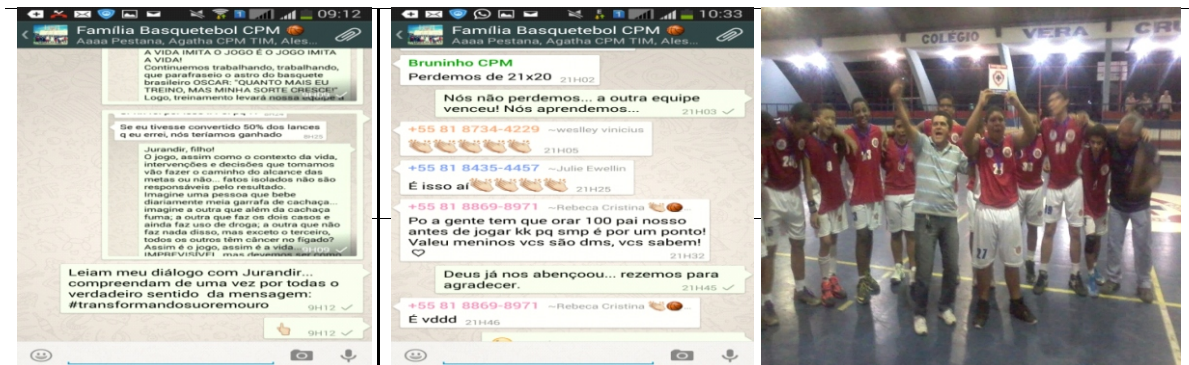 09:12
Família Basquetebol CPM
Aaaa Pestana, Agatha CPM TIM, Ales...
A VIDA IMITA O JOGO E O JOGO IMITA
A VIDA!
Continuemos trabalhando, trabalhando,
que parafraseio o astro do basquete
brasileiro OSCAR: "QUANTO MAIS EU
TREINO, MAS MINHA SORTE CRESCE!"
Logo, treinamento levará nossa equipe a
Se eu tivesse convertido 50% dos lances
q eu errei, nós teríamos ganhado
9H25
Jurandir, filho!
O jogo, assim como o contexto da vida,
intervenções e decisões que tomamos
vão fazer o caminho do alcance das
metas ou não... fatos isolados não são
responsáveis pelo resultado.
Imagine uma pessoa que bebe
diariamente meia garrafa de cachaça...
imagine a outra que além da cachaça
fuma; a outra que faz os dois casos e
ainda faz uso de droga; a outra que não
faz nada disso, mas exceto o terceiro,
todos os outros têm câncer no fígado?
Assim é o jogo, assim é a vida
IMPREVISÍVEL, mas devemos ser como
9H09
Leiam meu diálogo com Jurandir...
compreendam de uma vez por todas o
verdadeiro sentido da mensagem:
#transformandosuoremouro
9H12
9H12
10:33
Família Basquetebol CPM
Aaaa Pestana, Agatha CPM TIM, Ales...
Bruninho CPM
Perdemos de 21x20 21H02
Nós não perdemos... a outra equipe
venceu! Nós aprendemos...
21H03
+55 81 8734-4229 ~weslley vinicius
21H05
+55 81 8435-4457 ~Julie Ewellin
É isso aí 21H25
+55 81 8869-8971 ~Rebeca Cristina
Po a gente tem que orar 100 pai nosso
antes de jogar kk pq smp é por um ponto!
Valeu meninos vcs são dms, vcs sabem!
21H32
Deus já nos abençoou... rezemos para
agradecer.
21H45
+55 81 8869-8971 ~Rebeca Cristina
É vddd 21H46
COLÉGIO VERA CRU